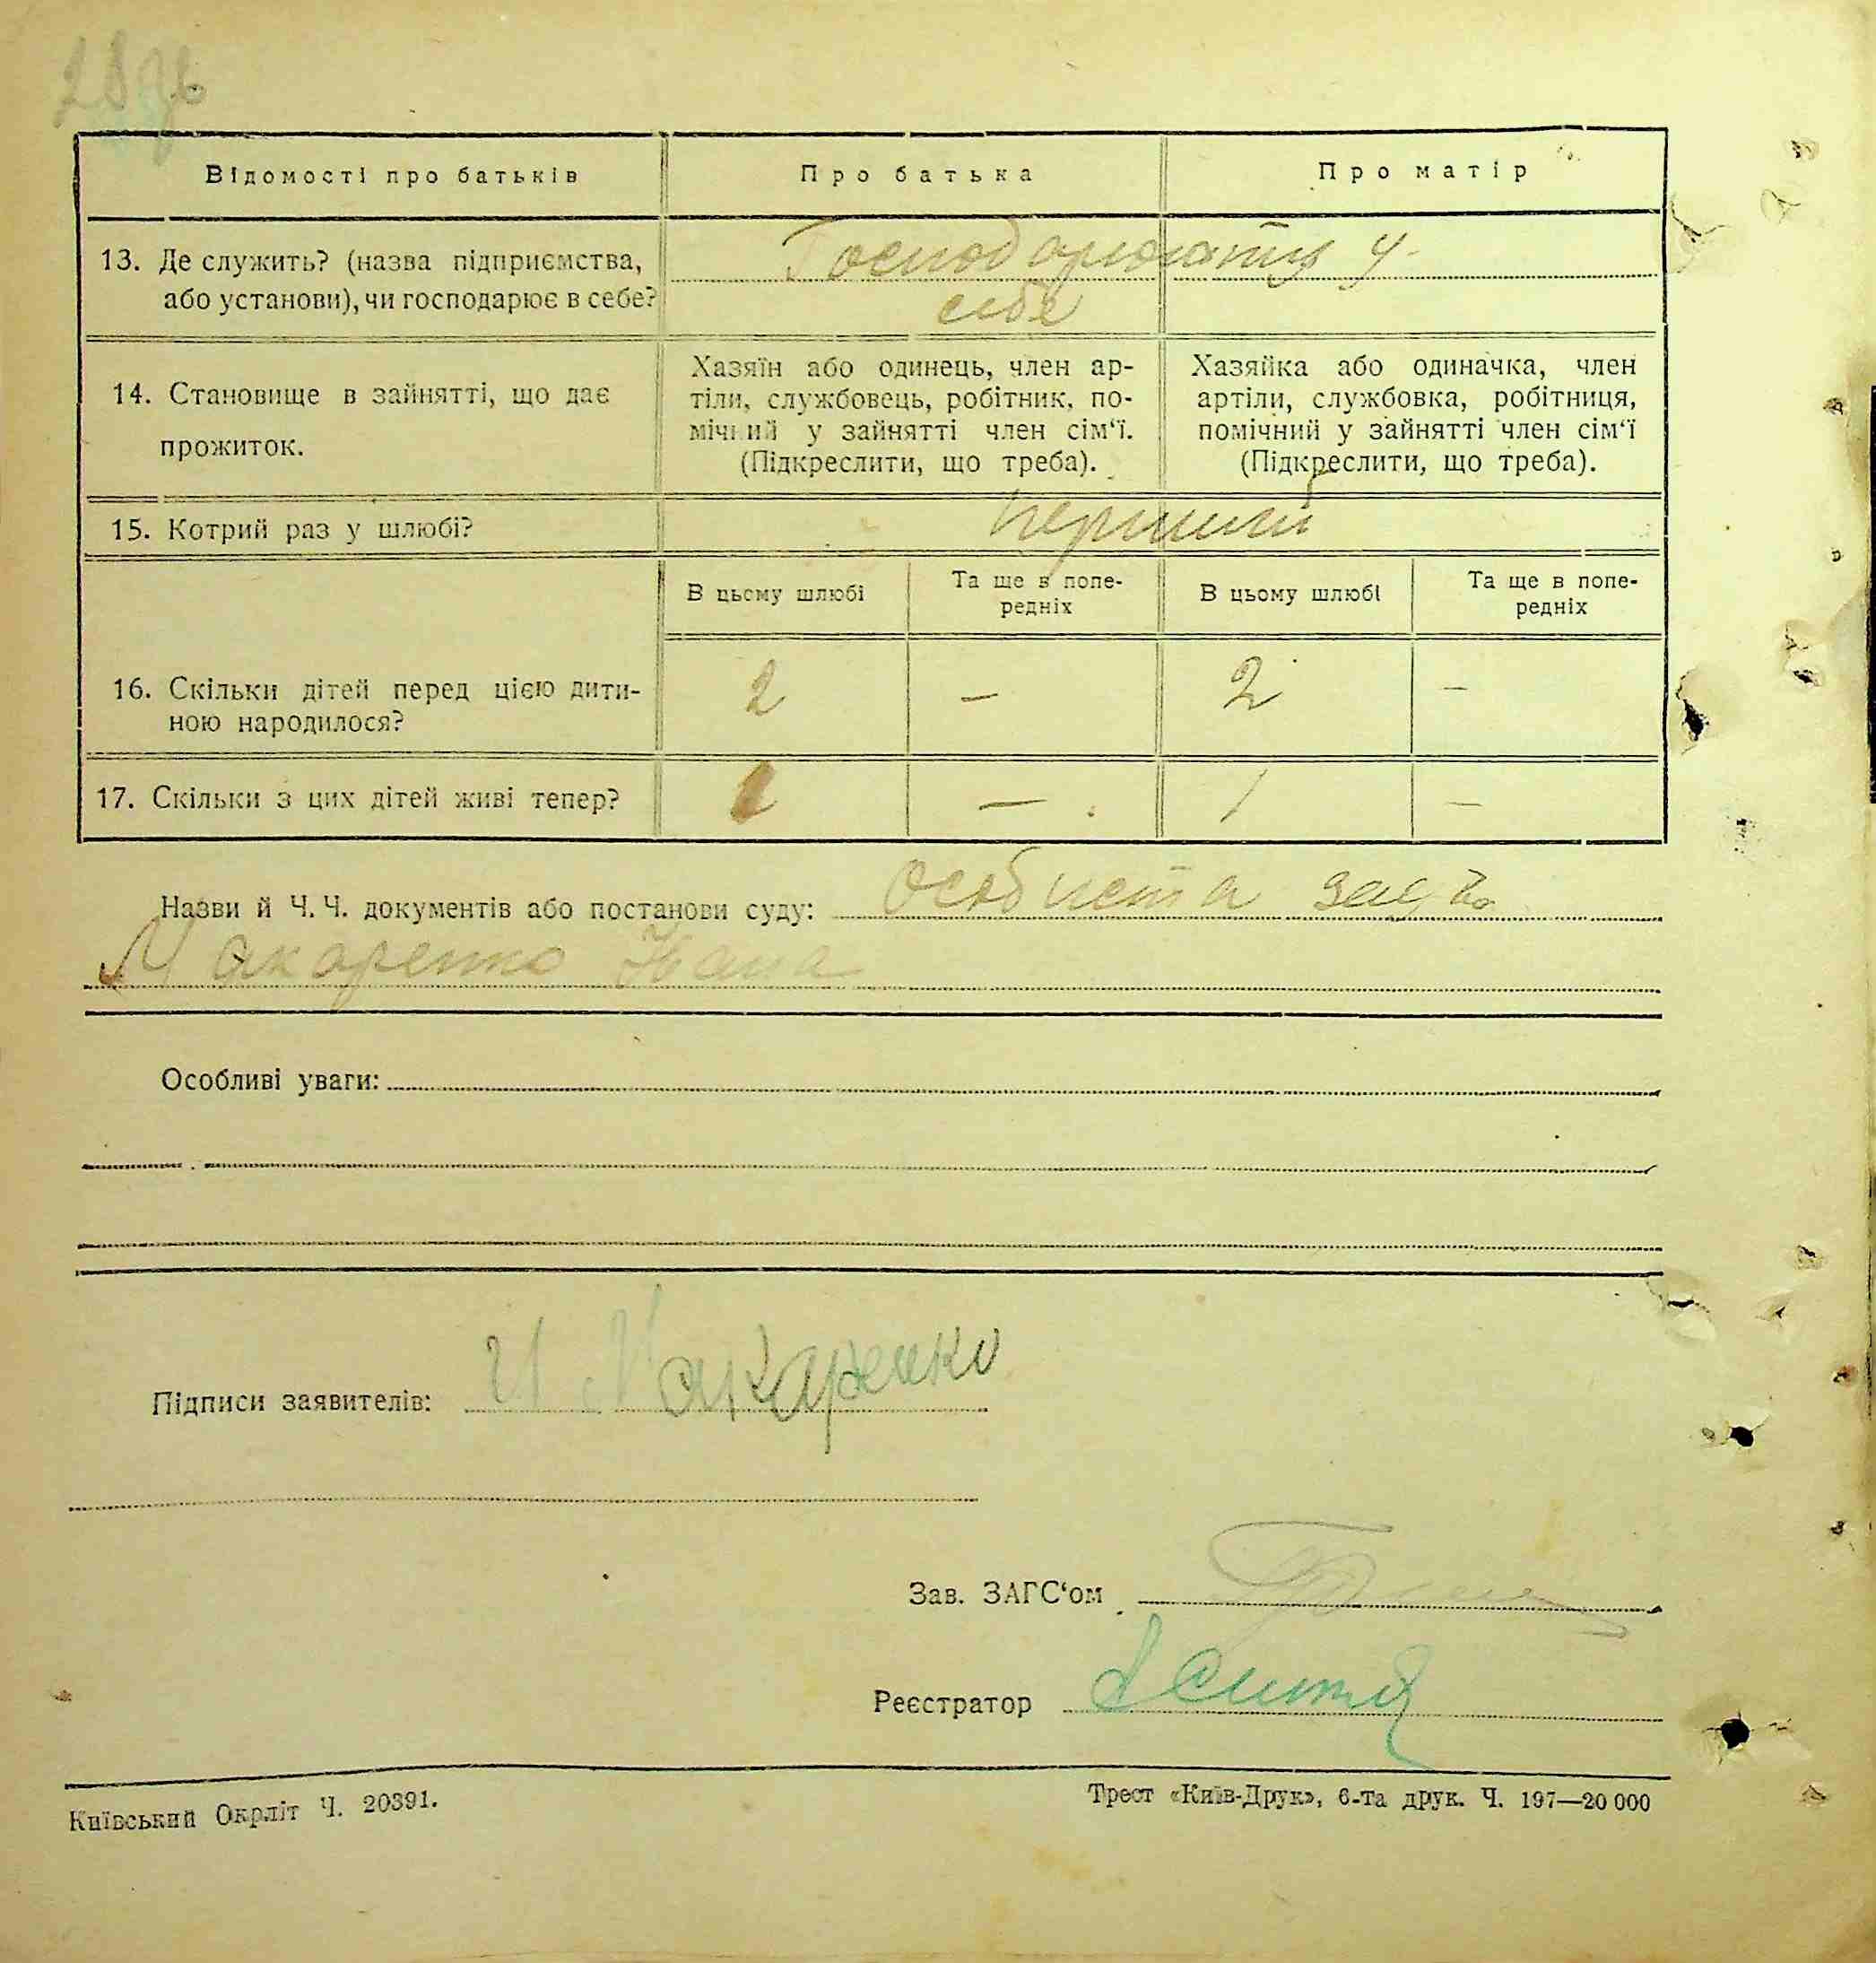 28 зв
Відомості про батьків
Про батька
Про матір
13. Де служить? (назва підприємства,
або установи), чи господарює в себе?
Господарюють у
себе
14. Становище в зайнятті, що дає
прожиток.
Хазяїн або одинець, член ар-
тіли, службовець, робітник, по-
мічний у зайнятті член сім‘ї.
(Підкреслити, що треба).
Хазяйка або одиначка, член
артіли, службовка, робітниця,
помічний у зайнятті член сім‘ї
(Підкреслити, що треба).
15. Котрий раз у шлюбі?
перший
В цьому шлюбі
Та ще в попе-
редніх
В цьому шлюбі
Та ще в попе-
редніх
16. Скільки дітей перед цією дити-
ною народилося?
2 — 2 —
17. Скільки з цих дітей живі тепер?
1 — 1 —
Назви й Ч. Ч. документів або постанови суду: Особиста
Макаренко Івана
Особливі уваги:
Підписи заявителів: И Макаренко
Зав. ЗАГС‘ом
Реєстратор
Київський Окрліт Ч. 20391.
Трест «Київ-Друк», 6-та друк. Ч. 197—20 000